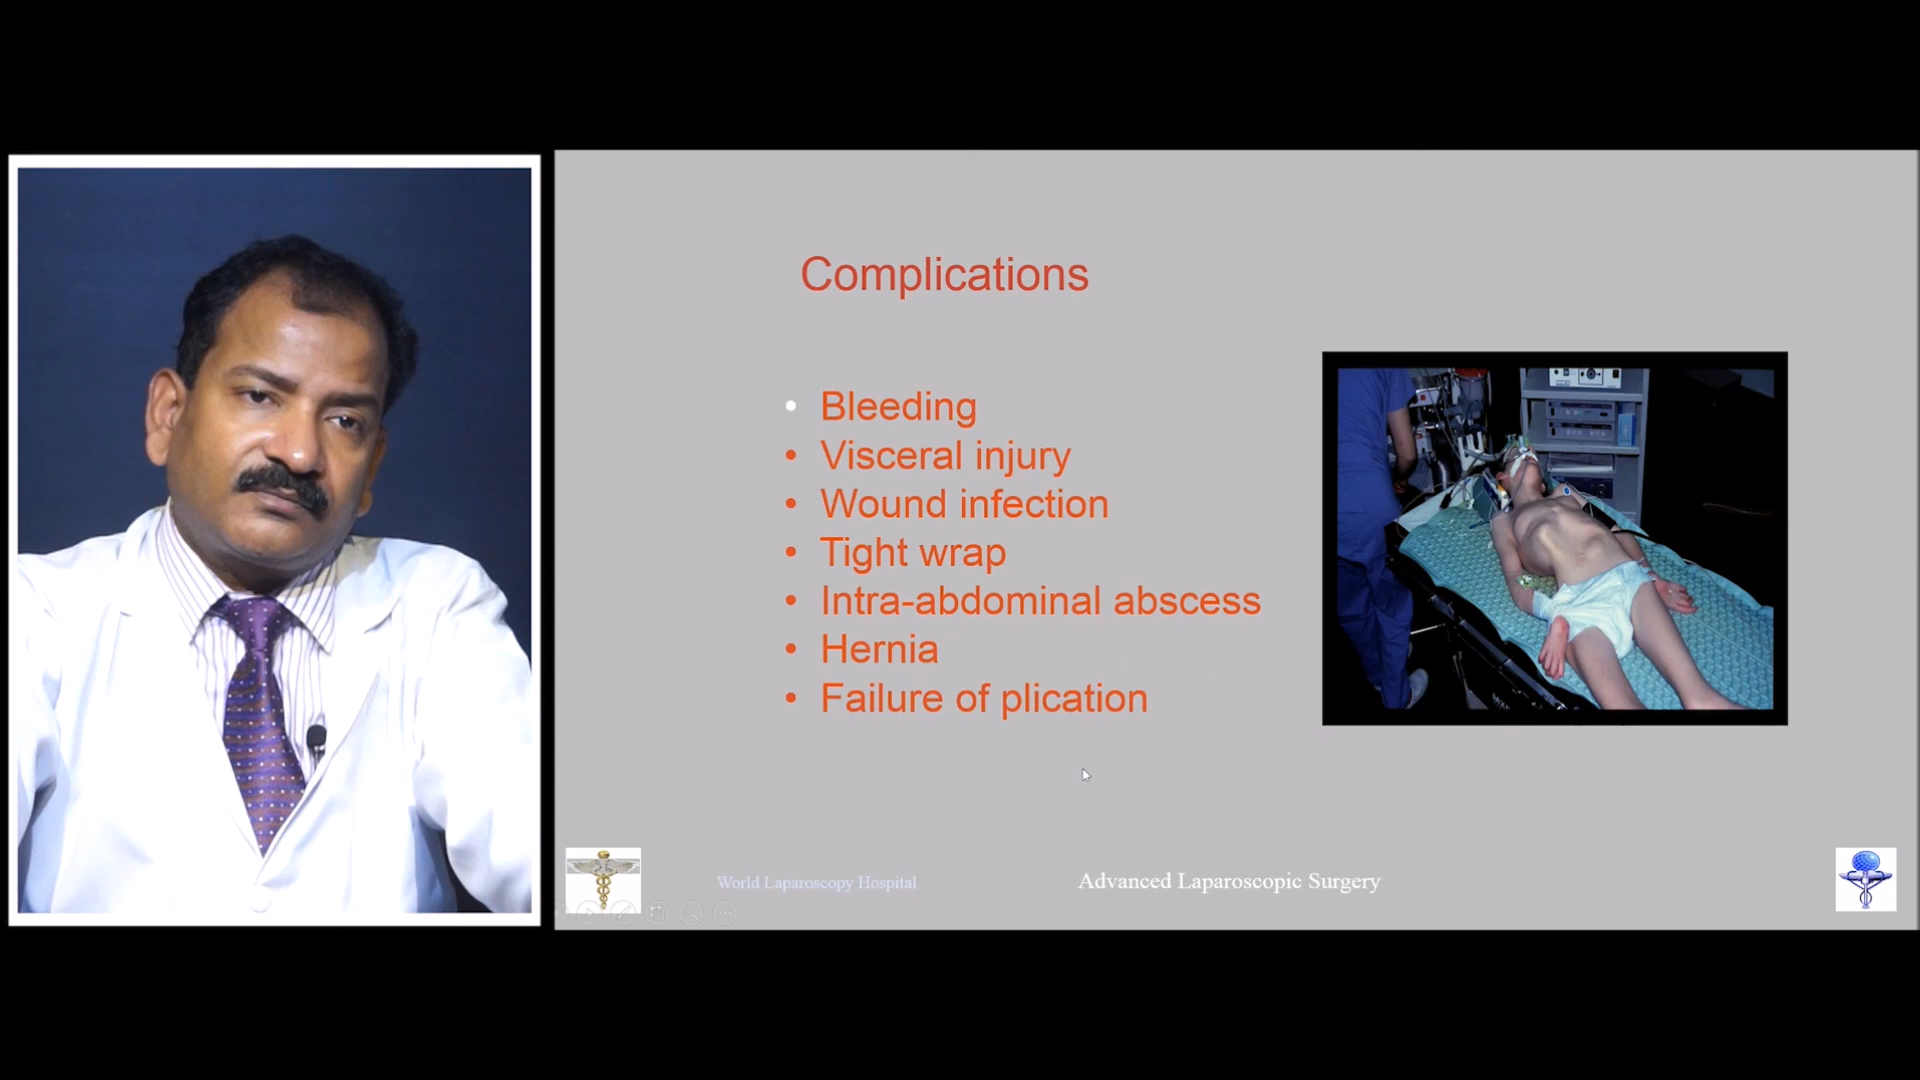 Complications
• Bleeding
• Visceral injury
• Wound infection
• Tight wrap
• Intra-abdominal abscess
• Hernia
• Failure of plication
World Laparoscopy Hospital
Advanced Laparoscopic Surgery